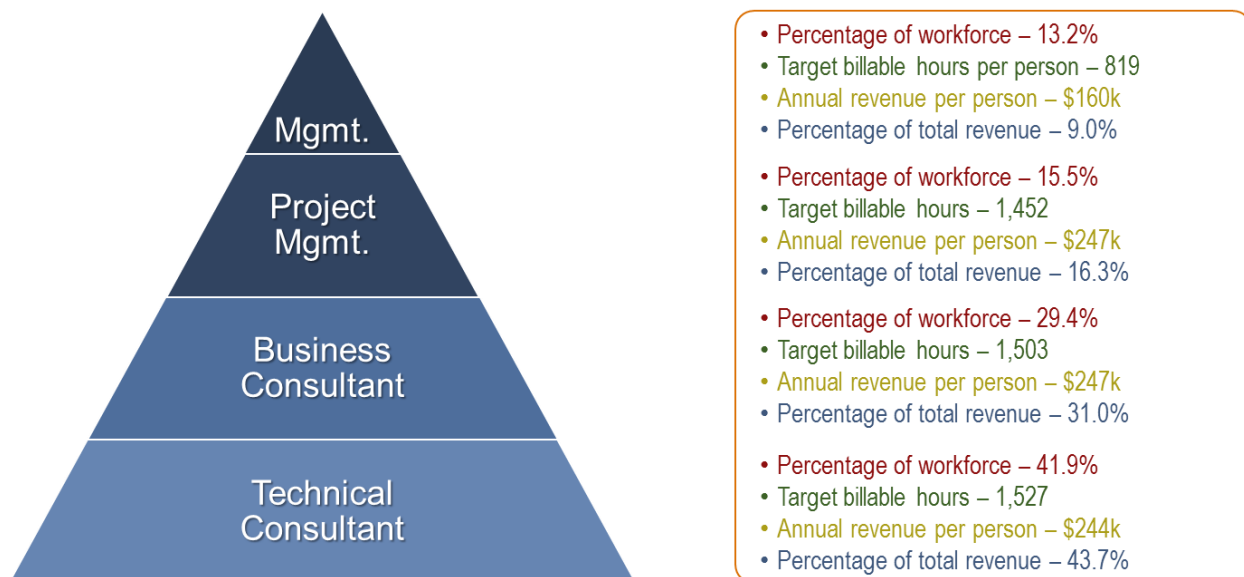 Mgmt.
Project
Mgmt.
Business
Consultant
Technical
Consultant
• Percentage of workforce – 13.2%
• Target billable hours per person – 819
• Annual revenue per person – $160k
• Percentage of total revenue – 9.0%
• Percentage of workforce – 15.5%
• Target billable hours – 1,452
• Annual revenue per person – $247k
• Percentage of total revenue – 16.3%
• Percentage of workforce – 29.4%
• Target billable hours – 1,503
• Annual revenue per person – $247k
• Percentage of total revenue – 31.0%
• Percentage of workforce – 41.9%
• Target billable hours – 1,527
• Annual revenue per person – $244k
• Percentage of total revenue – 43.7%